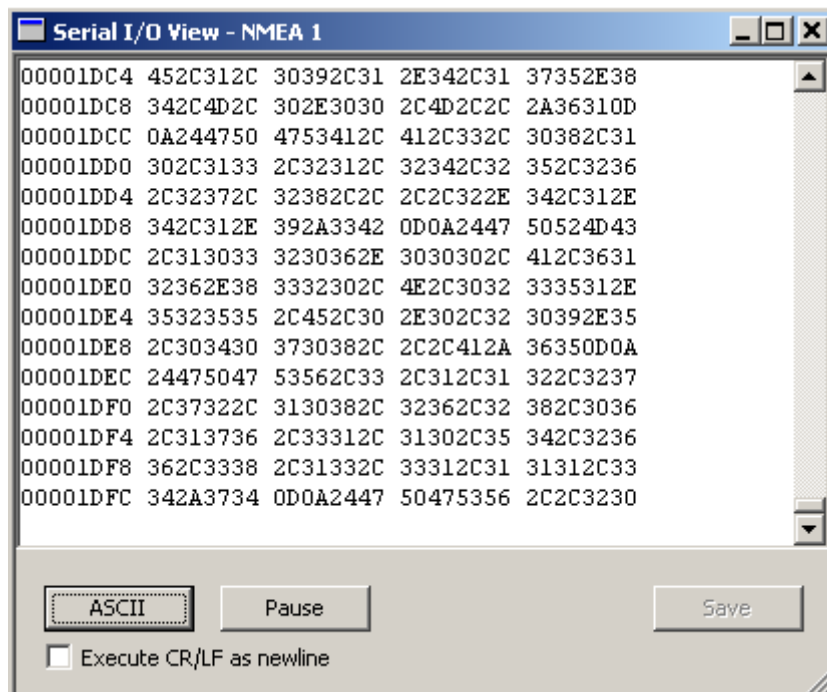 Serial I/O View - NMEA 1
00001DC4 452C312C 30392C31 2E342C31 37352E38
00001DC8 342C4D2C 302E3030 2C4D2C2C 2A36310D
00001DCC 0A244750 4753412C 412C332C 30382C31
00001DD0 302C3133 2C32312C 32342C32 352C3236
00001DD4 2C32372C 32382C2C 2C2C322E 342C312E
00001DD8 342C312E 392A3342 0D0A2447 50524D43
00001DDC 2C313033 3230362E 3030302C 412C3631
00001DE0 32362E38 3332302C 4E2C3032 3335312E
00001DE4 35323535 2C452C30 2E302C32 30392E35
00001DE8 2C303430 3730382C 2C2C412A 36350D0A
00001DEC 24475047 53562C33 2C312C31 322C3237
00001DF0 2C37322C 3130382C 32362C32 382C3036
00001DF4 2C313736 2C33312C 31302C35 342C3236
00001DF8 362C3338 2C31332C 33312C31 31312C33
00001DFC 342A3734 0D0A2447 50475356 2C2C3230
ASCII Pause Save
Execute CR/LF as newline